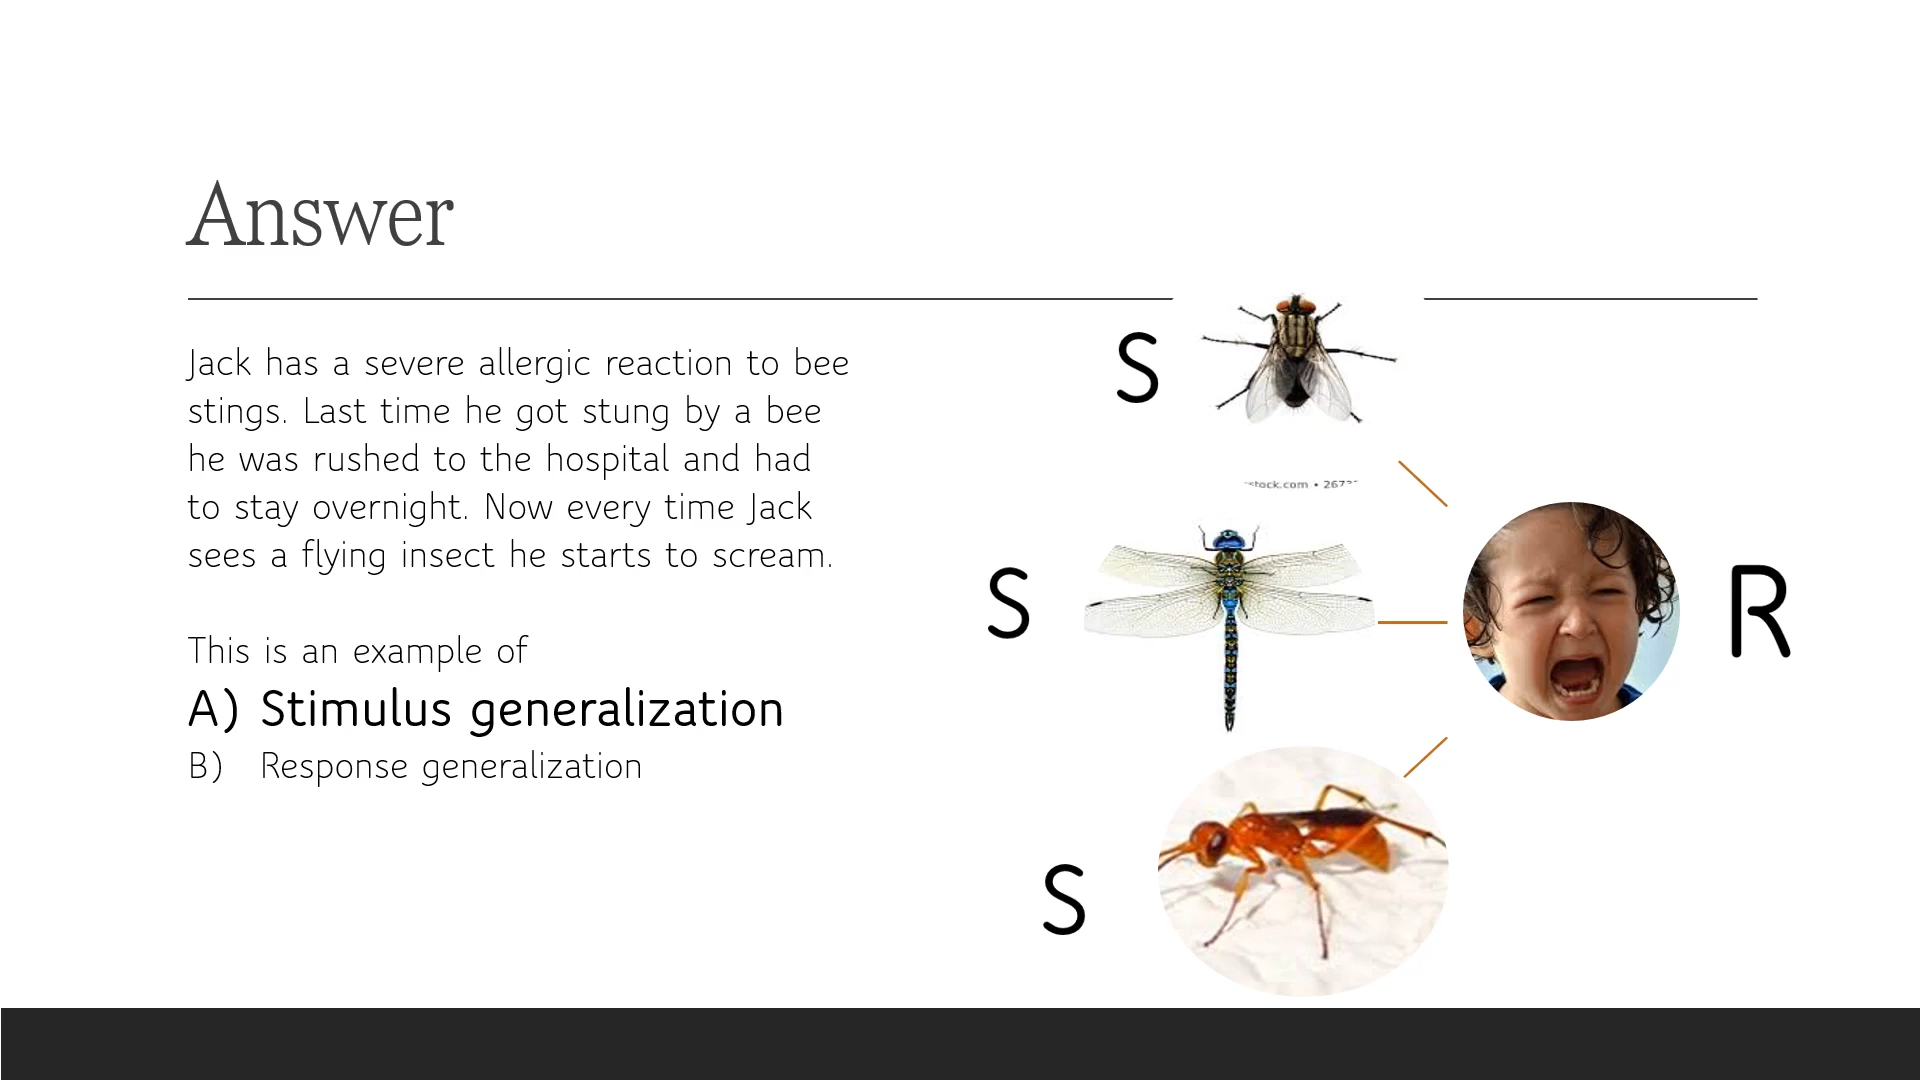 Answer
Jack has a severe allergic reaction to bee
stings. Last time he got stung by a bee
he was rushed to the hospital and had
to stay overnight. Now every time Jack
sees a flying insect he starts to scream.
This is an example of
A) Stimulus generalization
B) Response generalization
S
S
S
R